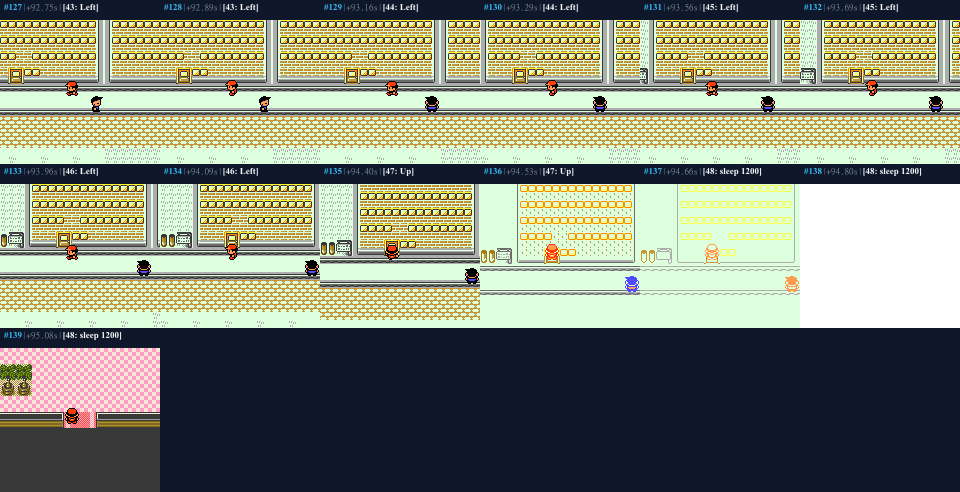 #127|+92.75s|[43: Left]
#128|+92.89s|[43: Left]
#129|+93.16s|[44: Left]
#130|+93.29s|[44: Left]
#131|+93.56s|[45: Left]
#132|+93.69s|[45: Left]
#133|+93.96s|[46: Left]
#134|+94.09s|[46: Left]
#135|+94.40s|[47: Up]
#136|+94.53s|[47: Up]
#137|+94.66s|[48: sleep 1200]
#138|+94.80s|[48: sleep 1200]
#139|+95.08s|[48: sleep 1200]